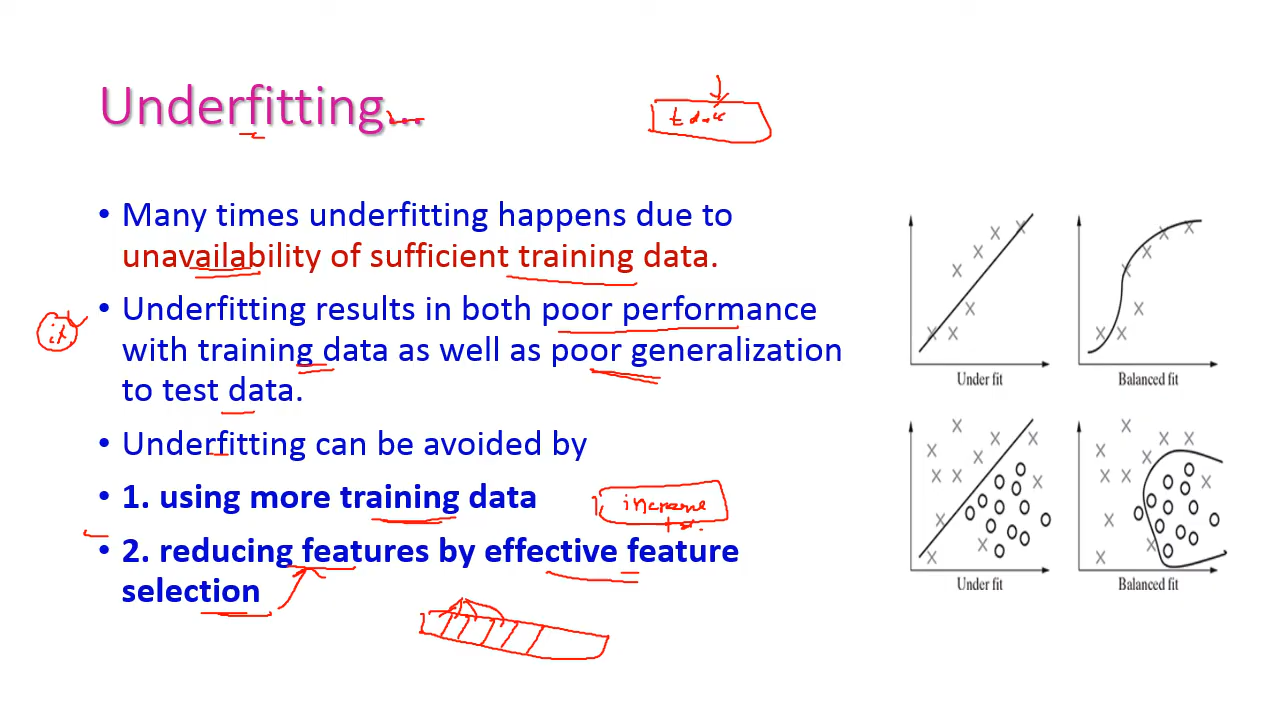 Underfitting
• Many times underfitting happens due to
unavailability of sufficient training data.
• Underfitting results in both poor performance
with training data as well as poor generalization
to test data.
• Underfitting can be avoided by
• 1. using more training data
increase
• 2. reducing features by effective feature
selection
Under fit
Balanced fit
Under fit
Balanced fit